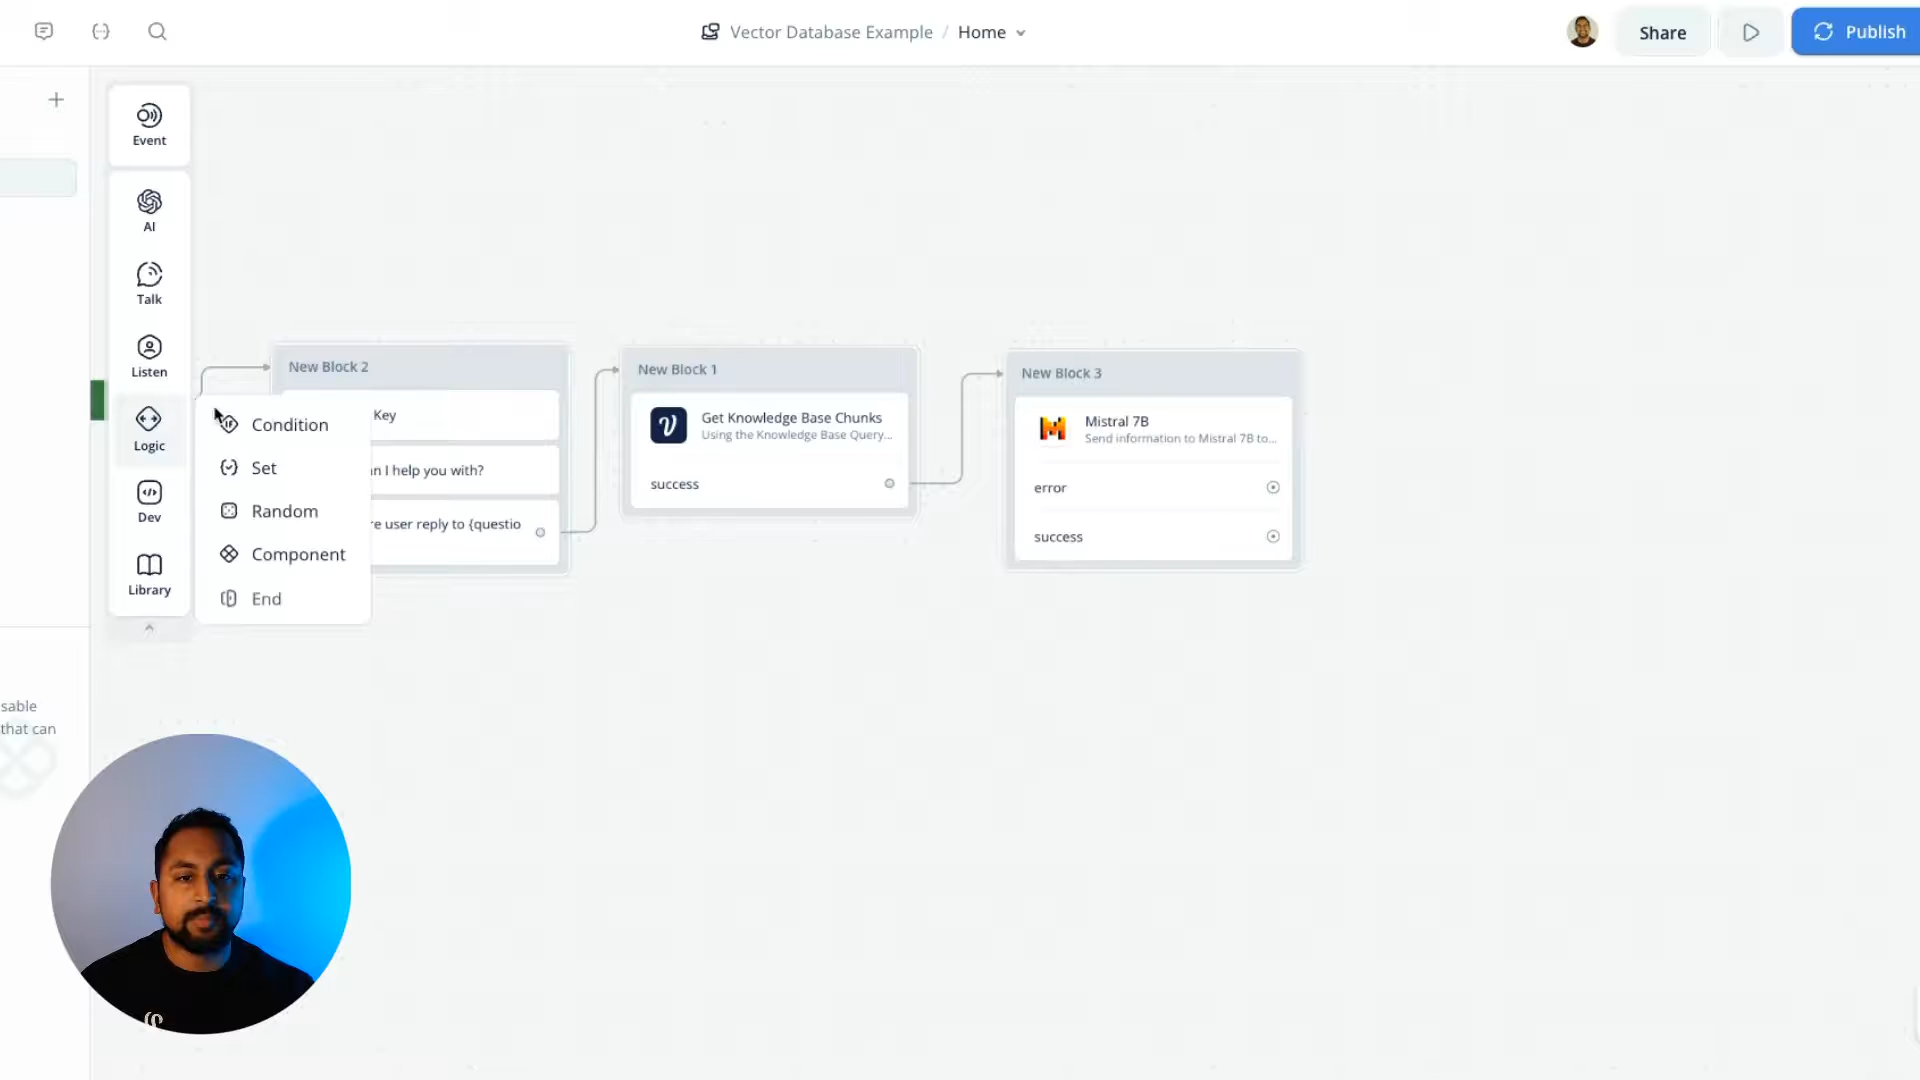 Vector Database Example / Home
Share
Publish
Event
AI
Talk
Listen
Logic
Dev
Library
Condition
Set
Random
Component
End
New Block 2
Key
n I help you with?
re user reply to {questio
New Block 1
Get Knowledge Base Chunks
Using the Knowledge Base Query...
success
New Block 3
Mistral 7B
Send information to Mistral 7B to...
error
success
sable
that can